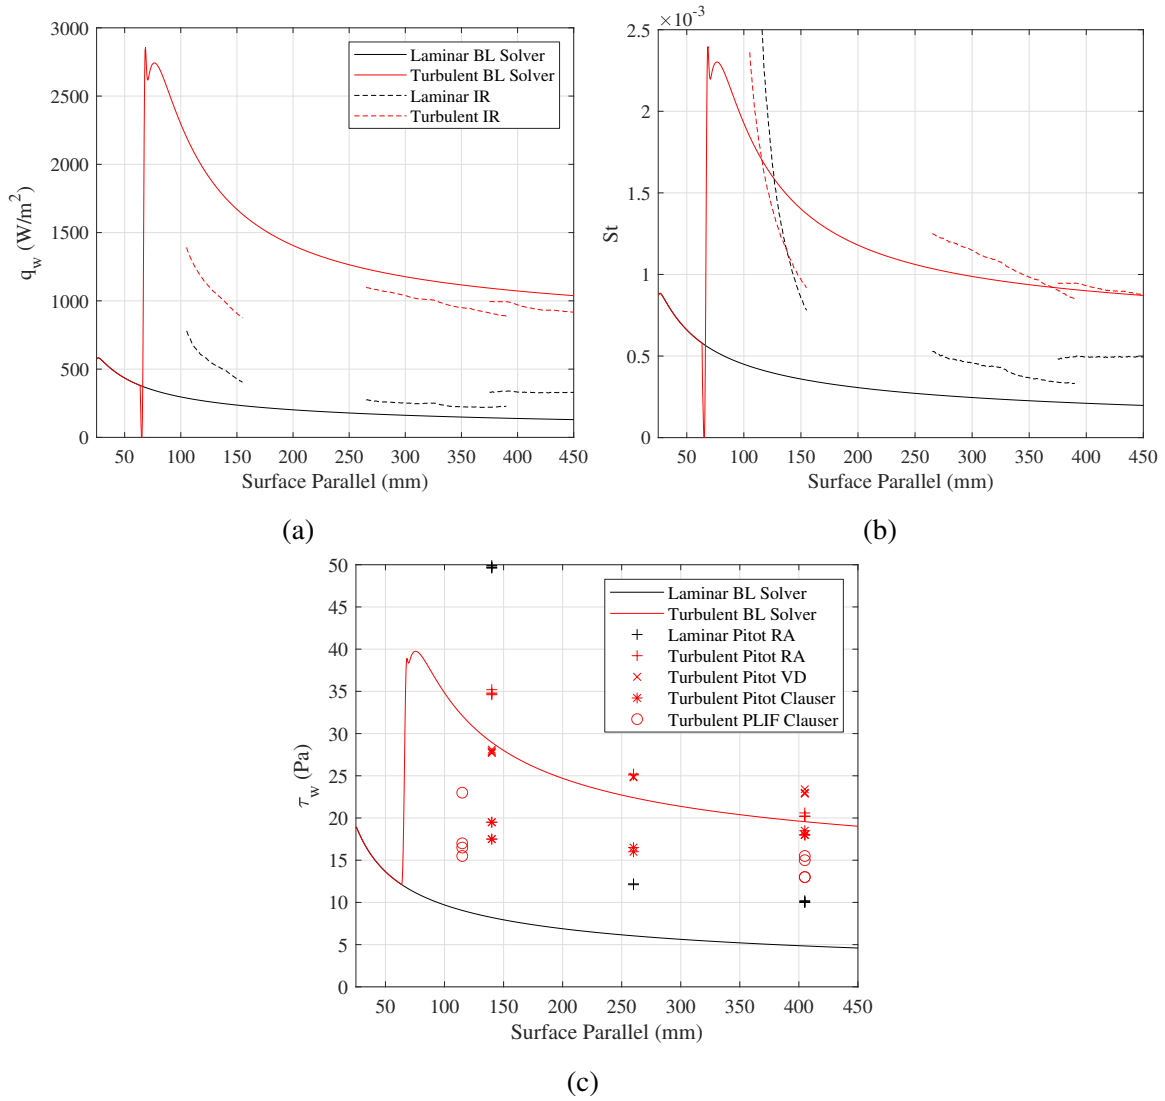 3000
2500
2000
1500
1000
500
0
50 100 150 200 250 300 350 400 450
q_w (W/m^2)
Surface Parallel (mm)
Laminar BL Solver
Turbulent BL Solver
Laminar IR
Turbulent IR
(a)
×10^-3
2.5
2
1.5
1
0.5
0
50 100 150 200 250 300 350 400 450
St
Surface Parallel (mm)
(b)
50
45
40
35
30
25
20
15
10
5
0
50 100 150 200 250 300 350 400 450
τ_w (Pa)
Surface Parallel (mm)
Laminar BL Solver
Turbulent BL Solver
Laminar Pitot RA
Turbulent Pitot RA
Turbulent Pitot VD
Turbulent Pitot Clauser
Turbulent PLIF Clauser
(c)